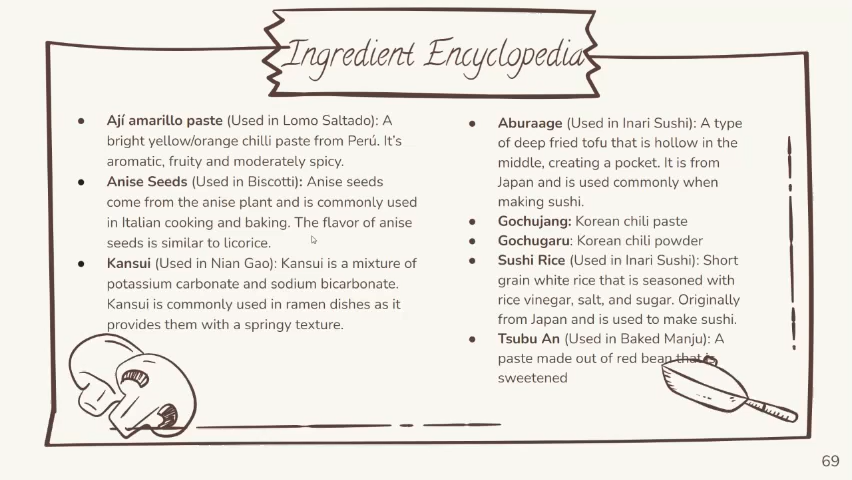 Ingredient Encyclopedia
● Ají amarillo paste (Used in Lomo Saltado): A
bright yellow/orange chilli paste from Perú. It's
aromatic, fruity and moderately spicy.
● Anise Seeds (Used in Biscotti): Anise seeds
come from the anise plant and is commonly used
in Italian cooking and baking. The flavor of anise
seeds is similar to licorice.
● Kansui (Used in Nian Gao): Kansui is a mixture of
potassium carbonate and sodium bicarbonate.
Kansui is commonly used in ramen dishes as it
provides them with a springy texture.
● Aburaage (Used in Inari Sushi): A type
of deep fried tofu that is hollow in the
middle, creating a pocket. It is from
Japan and is used commonly when
making sushi.
● Gochujang: Korean chili paste
● Gochugaru: Korean chili powder
● Sushi Rice (Used in Inari Sushi): Short
grain white rice that is seasoned with
rice vinegar, salt, and sugar. Originally
from Japan and is used to make sushi.
● Tsubu An (Used in Baked Manju): A
paste made out of red bean that is
sweetened
69